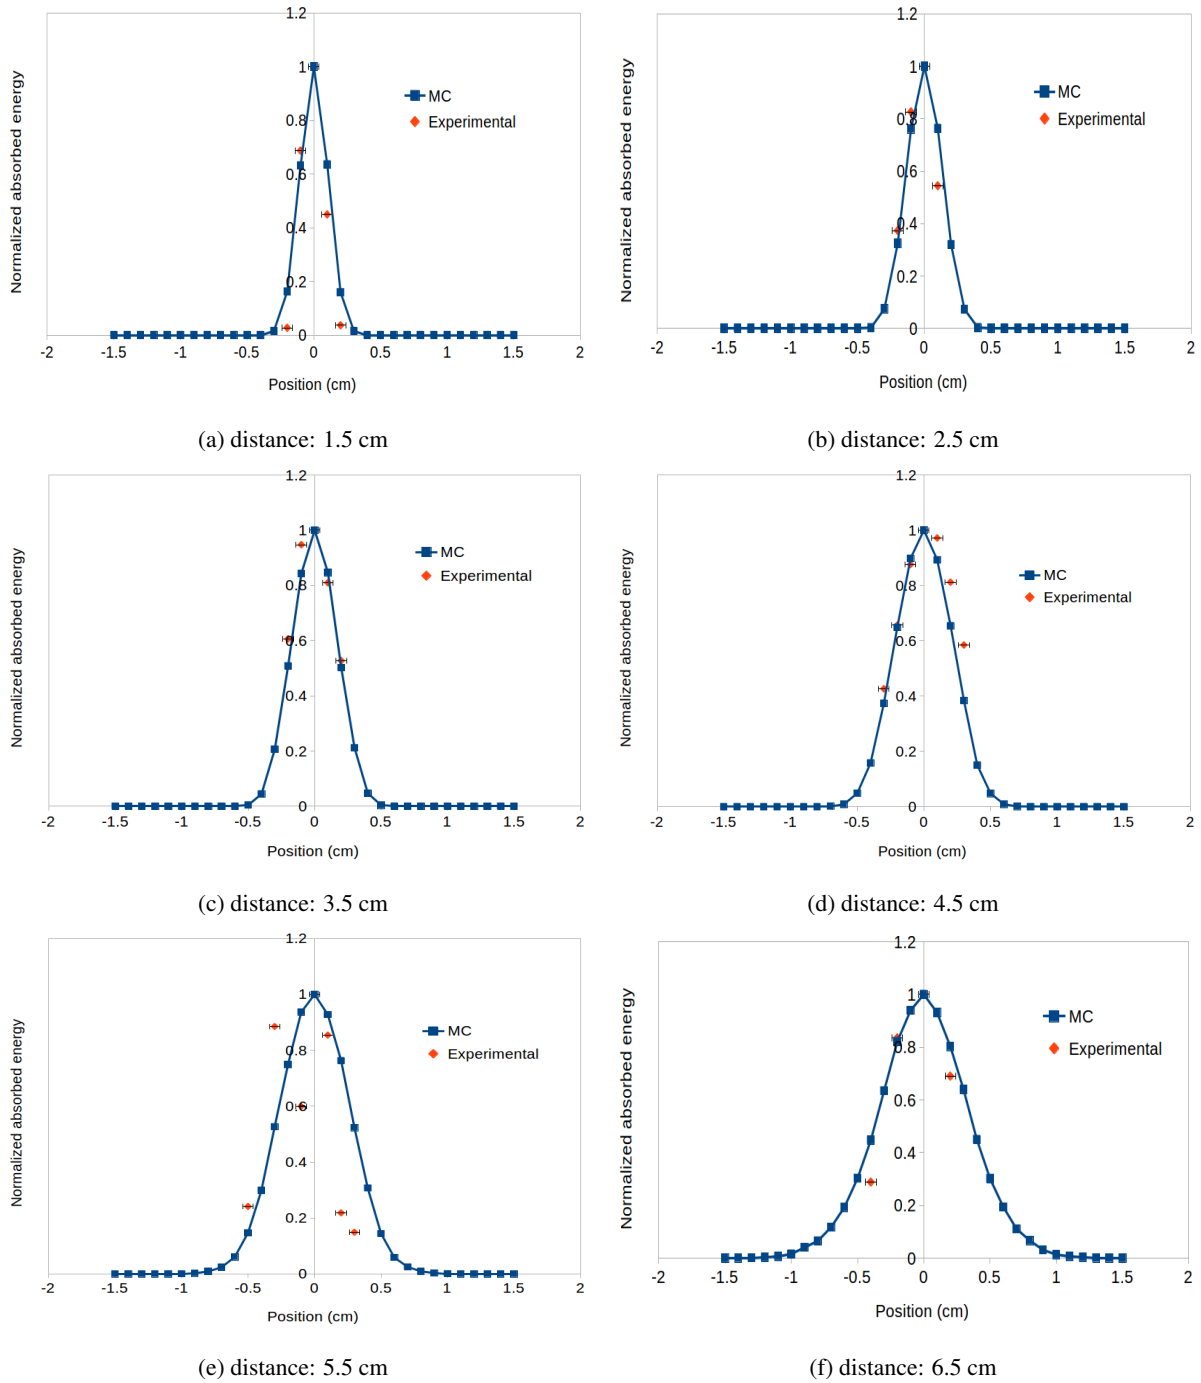 1.2
1
0.8
0.6
0.4
0.2
0
-2 -1.5 -1 -0.5 0 0.5 1 1.5 2
Normalized absorbed energy
Position (cm)
MC
Experimental
(a) distance: 1.5 cm
1.2
1
0.8
0.6
0.4
0.2
0
-2 -1.5 -1 -0.5 0 0.5 1 1.5 2
Normalized absorbed energy
Position (cm)
MC
Experimental
(b) distance: 2.5 cm
1.2
1
0.8
0.6
0.4
0.2
0
-2 -1.5 -1 -0.5 0 0.5 1 1.5 2
Normalized absorbed energy
Position (cm)
MC
Experimental
(c) distance: 3.5 cm
1.2
1
0.8
0.6
0.4
0.2
0
-2 -1.5 -1 -0.5 0 0.5 1 1.5 2
Normalized absorbed energy
Position (cm)
MC
Experimental
(d) distance: 4.5 cm
1.2
1
0.8
0.6
0.4
0.2
0
-2 -1.5 -1 -0.5 0 0.5 1 1.5 2
Normalized absorbed energy
Position (cm)
MC
Experimental
(e) distance: 5.5 cm
1.2
1
0.8
0.6
0.4
0.2
0
-2 -1.5 -1 -0.5 0 0.5 1 1.5 2
Normalized absorbed energy
Position (cm)
MC
Experimental
(f) distance: 6.5 cm